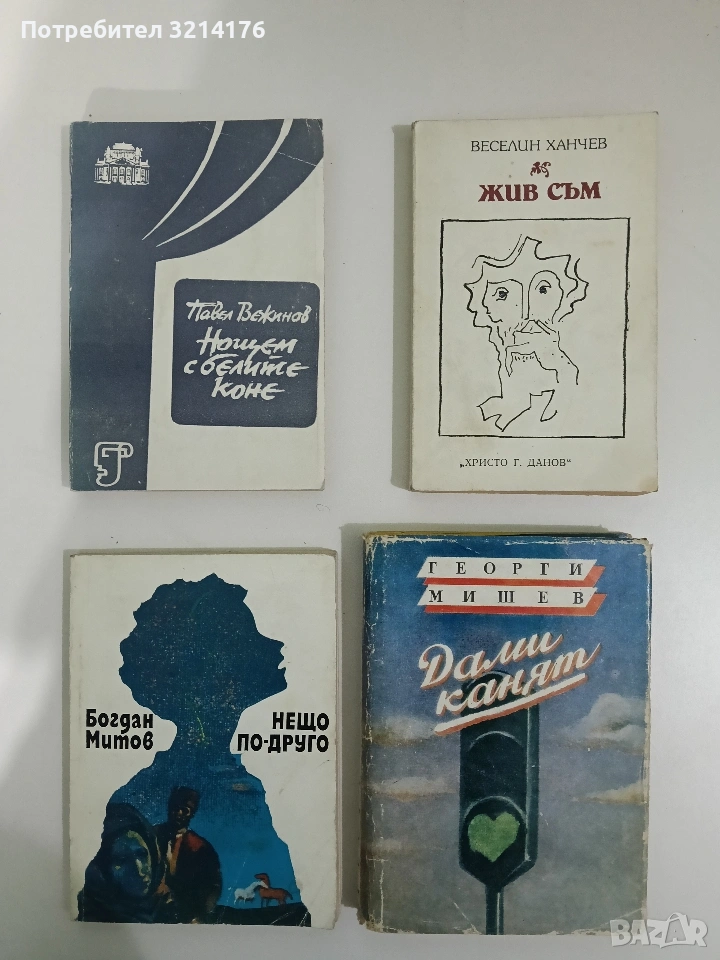 Потребител 3214176
Павел Вежинов
Нощем
с белите
коне
ВЕСЕЛИН ХАНЧЕВ
ЖИВ СЪМ
„ХРИСТО Г. ДАНОВ“
Богдан
Митов
НЕЩО
ПО-ДРУГО
ГЕОРГИ
МИШЕВ
Дами
канят
BAZAR